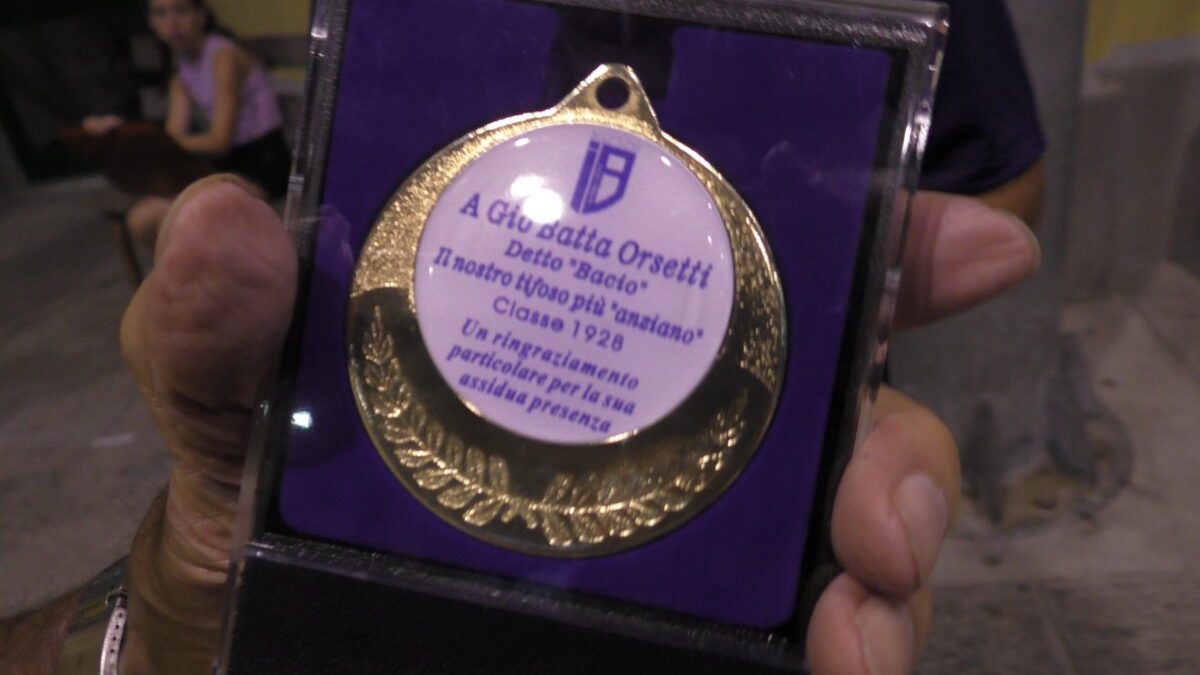 A Gio Batta Orsetti
Detto "Bacio"
Il nostro tifoso più "anziano"
Classe 1928
Un ringraziamento
particolare per la sua
assidua presenza